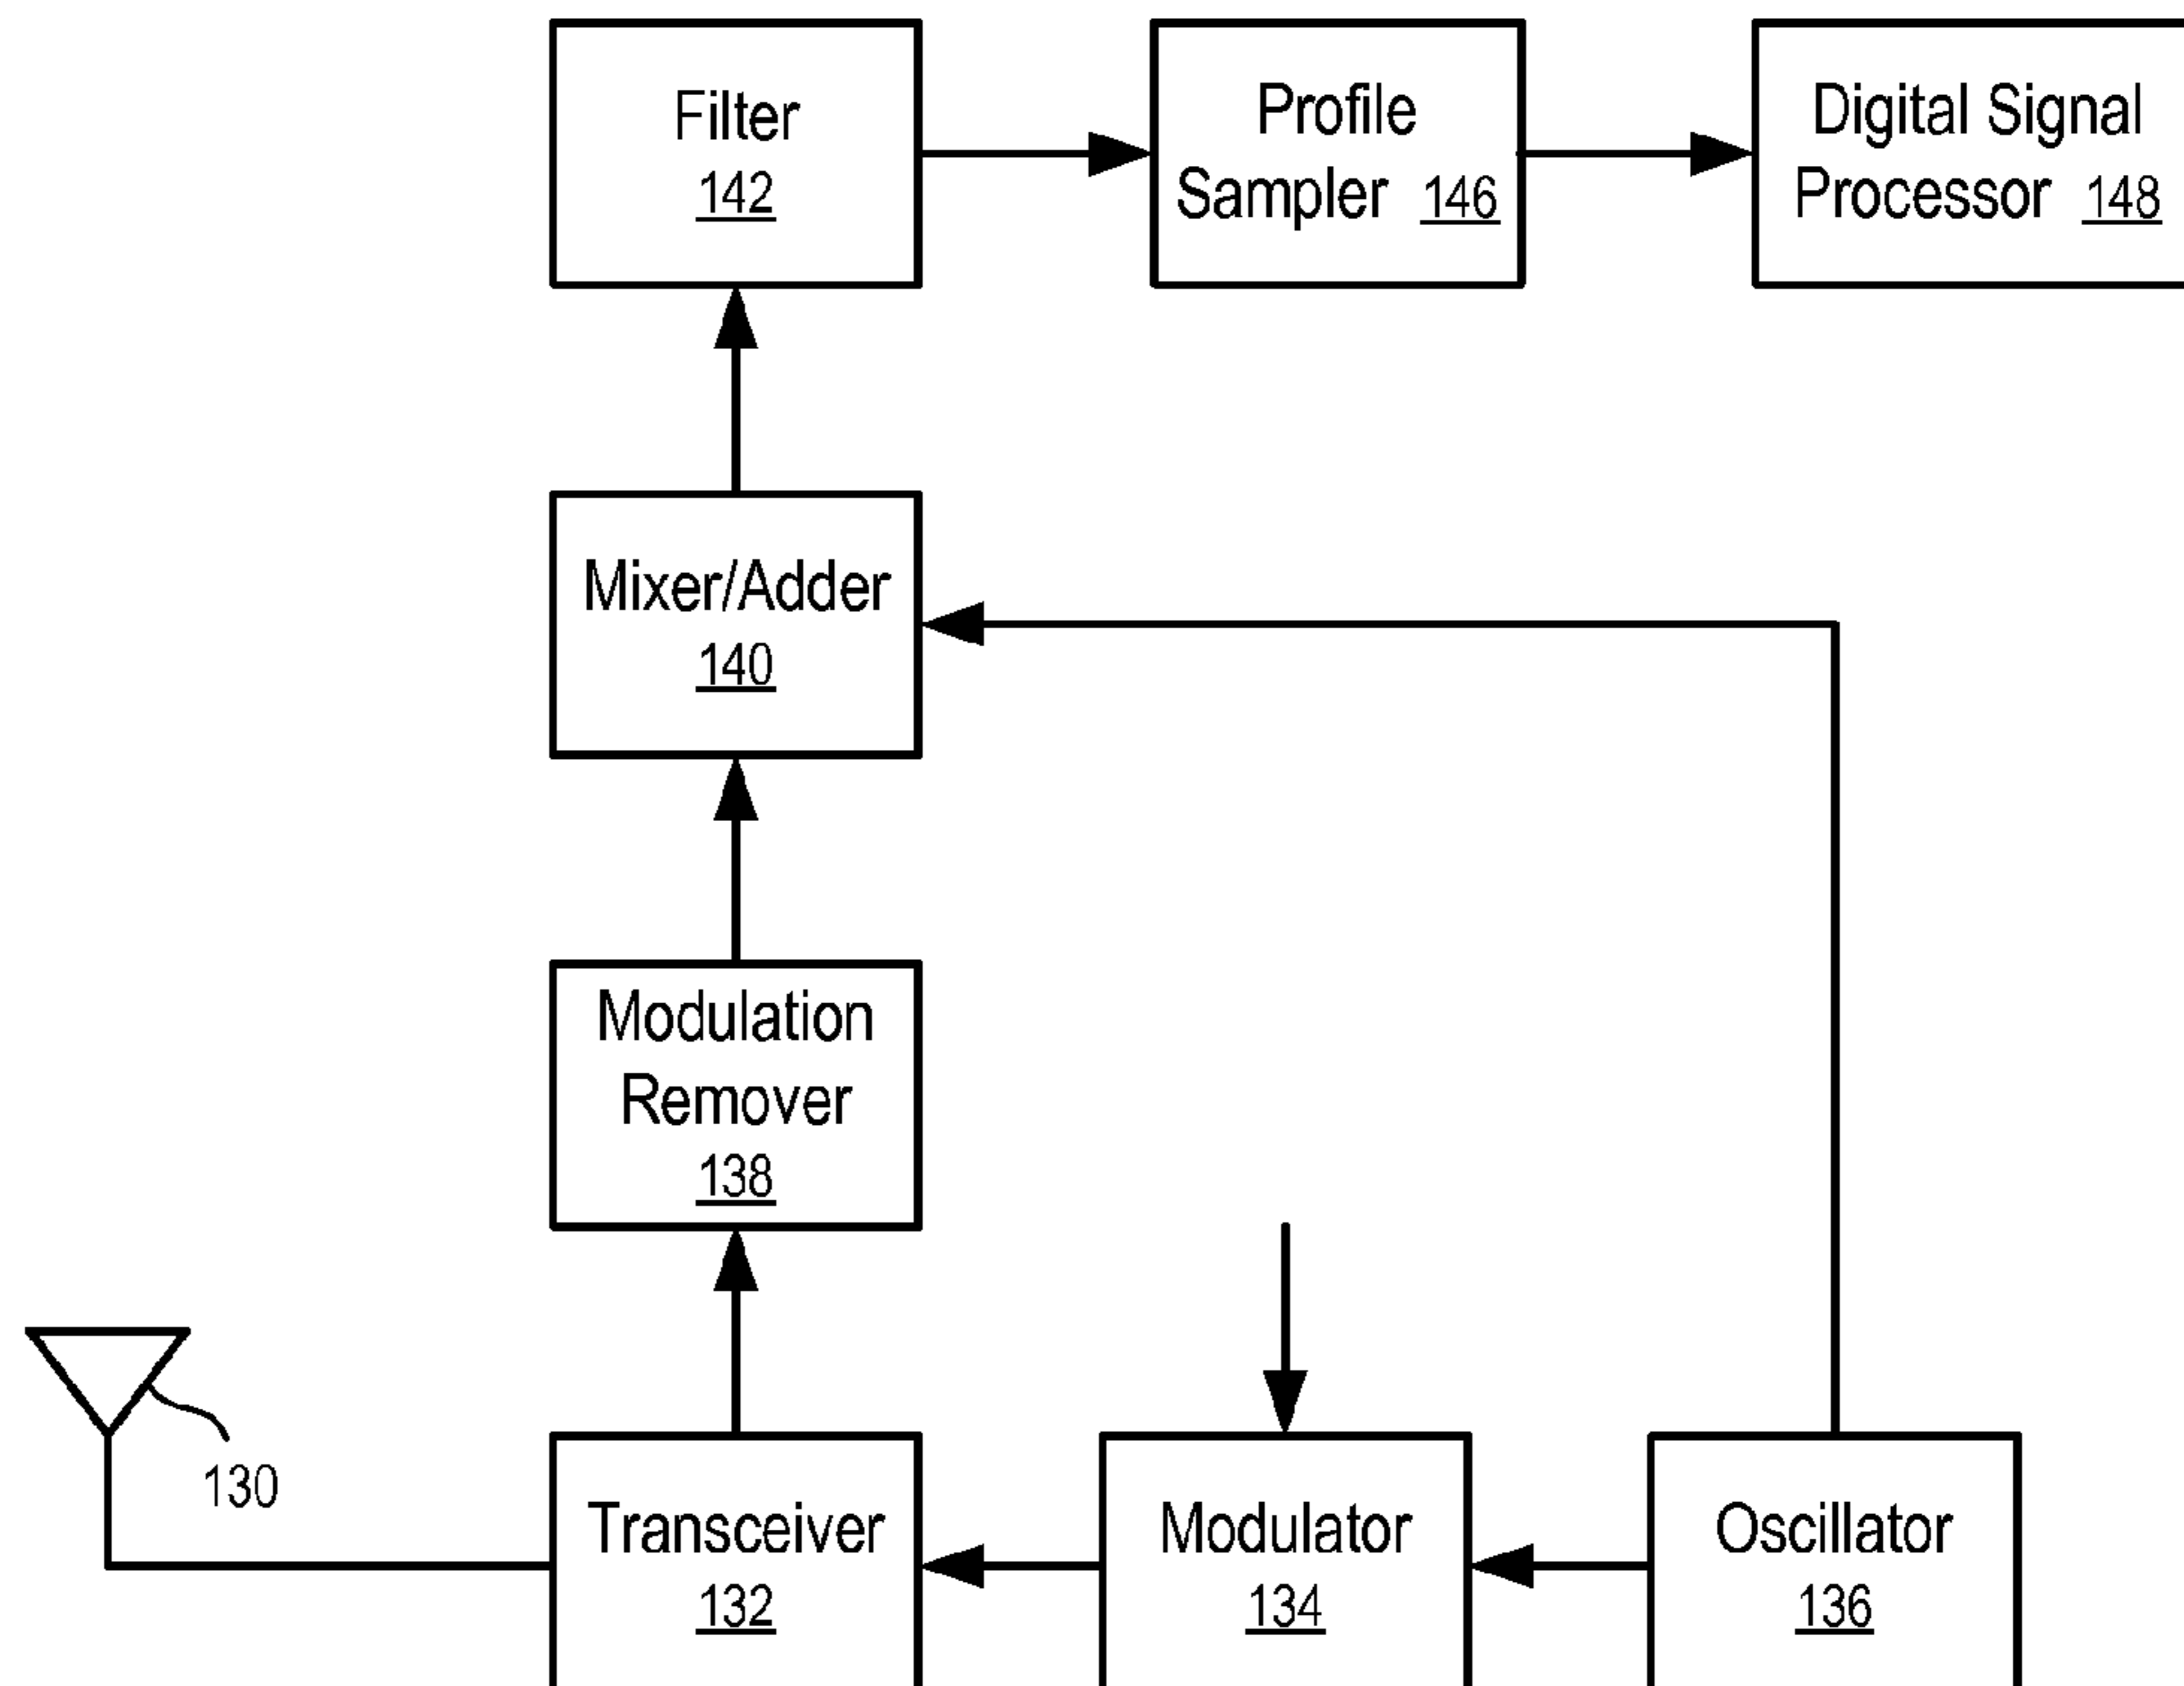 Filter
142
Profile
Sampler 146
Digital Signal
Processor 148
Mixer/Adder
140
Modulation
Remover
138
130
Transceiver
132
Modulator
134
Oscillator
136